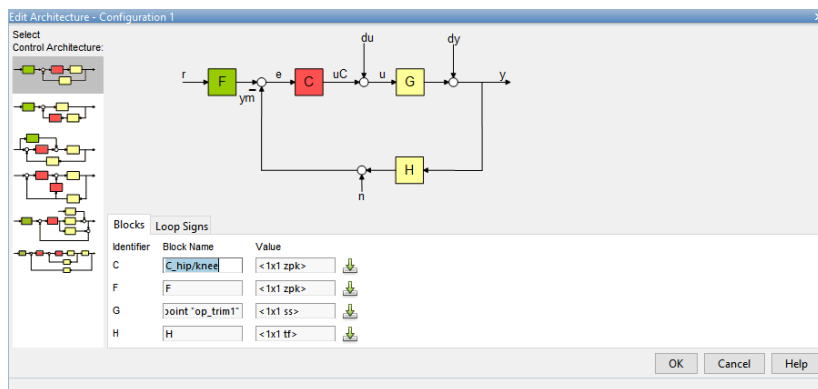 Edit Architecture - Configuration 1
Select
Control Architecture:
du
dy
r
F
e
C
uC
u
G
y
ym
H
n
Blocks
Loop Signs
Identifier
Block Name
Value
C
C_hip/knee
<1x1 zpk>
F
F
<1x1 zpk>
G
point "op_trim1"
<1x1 ss>
H
H
<1x1 tf>
OK
Cancel
Help